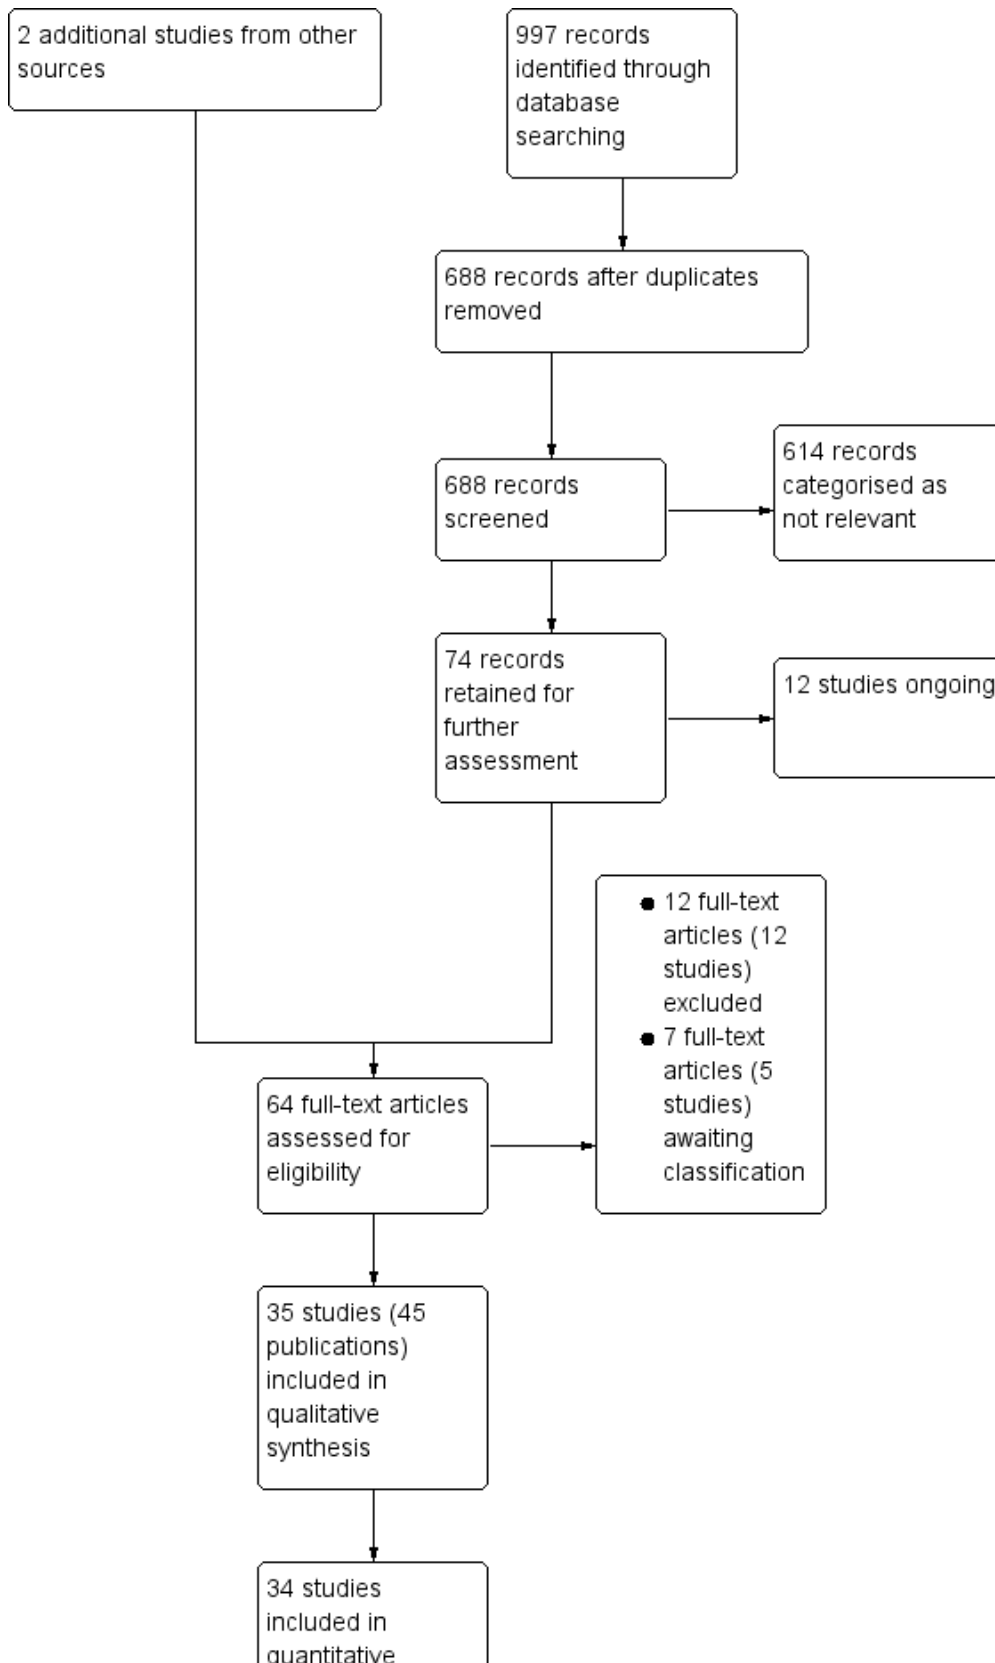 2 additional studies from other
sources
997 records
identified through
database
searching
688 records after duplicates
removed
688 records
screened
614 records
categorised as
not relevant
74 records
retained for
further
assessment
12 studies ongoing
● 12 full-text
articles (12
studies)
excluded
● 7 full-text
articles (5
studies)
awaiting
classification
64 full-text articles
assessed for
eligibility
35 studies (45
publications)
included in
qualitative
synthesis
34 studies
included in
quantitative